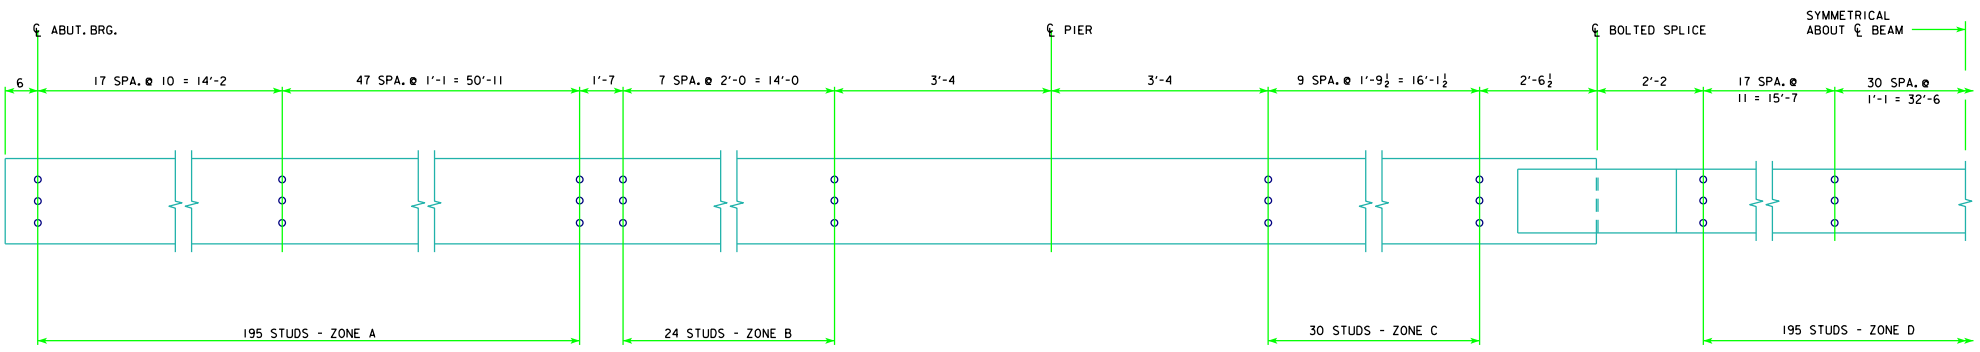 ℄ ABUT. BRG.
℄ PIER
℄ BOLTED SPLICE
SYMMETRICAL
ABOUT ℄ BEAM
6
17 SPA. @ 10 = 14'-2
47 SPA. @ 1'-1 = 50'-11
1'-7
7 SPA. @ 2'-0 = 14'-0
3'-4
3'-4
9 SPA. @ 1'-9½ = 16'-1½
2'-6½
2'-2
17 SPA. @
11 = 15'-7
30 SPA. @
1'-1 = 32'-6
195 STUDS - ZONE A
24 STUDS - ZONE B
30 STUDS - ZONE C
195 STUDS - ZONE D